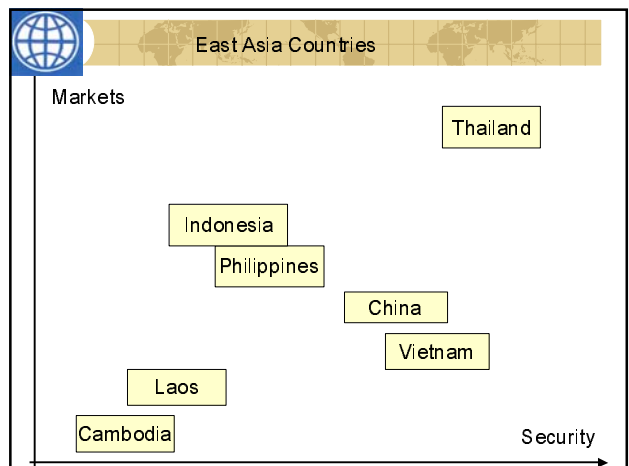 East Asia Countries
Markets
Thailand
Indonesia
Philippines
China
Vietnam
Laos
Cambodia
Security